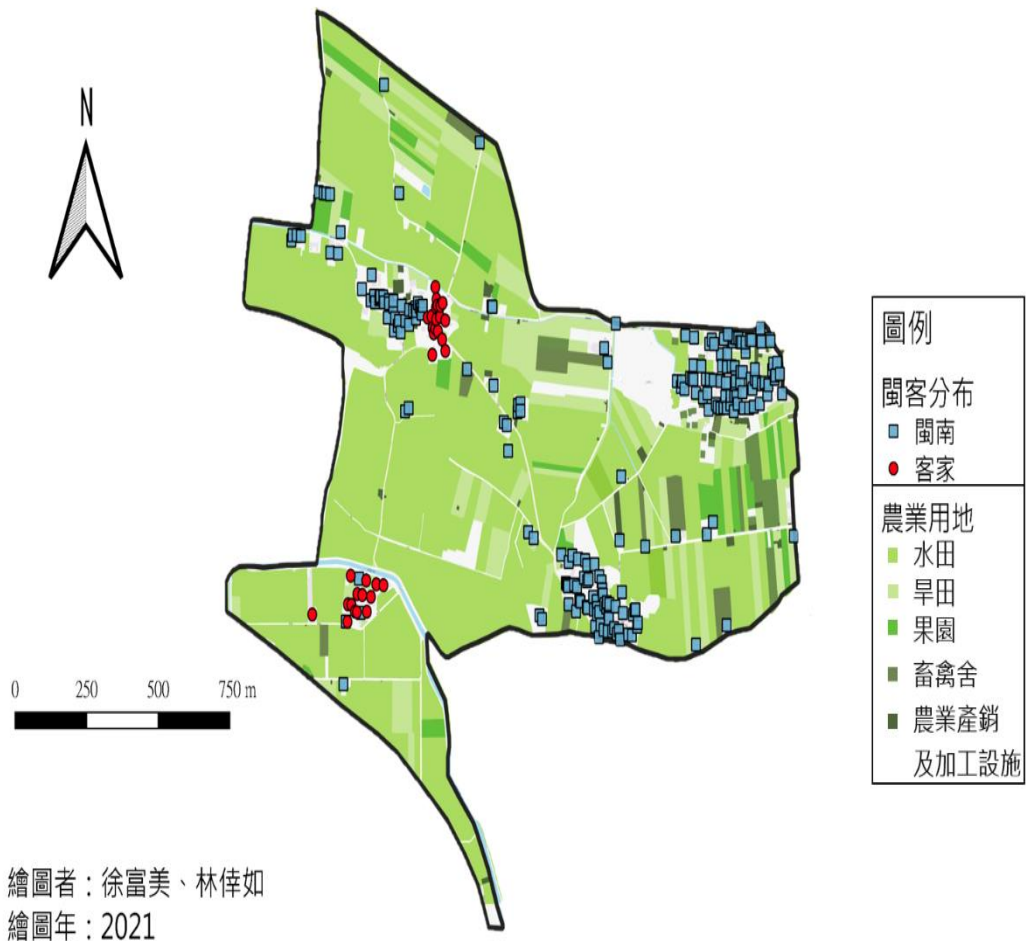 N
圖例
閩客分布
閩南
客家
農業用地
水田
旱田
果園
畜禽舍
農業產銷
及加工設施
0 250 500 750 m
繪圖者：徐富美、林倖如
繪圖年：2021